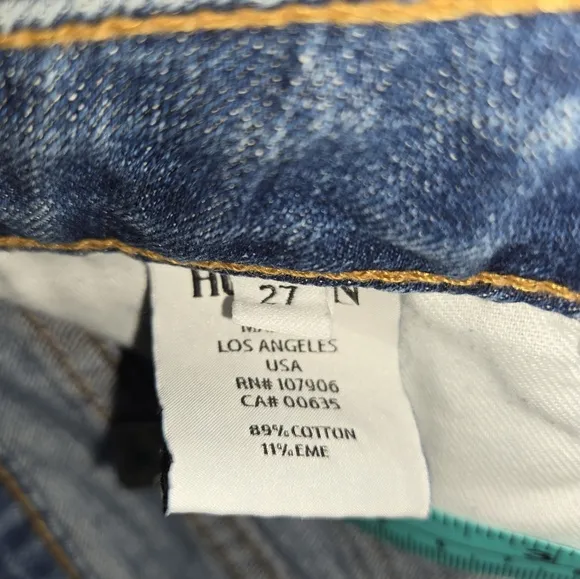 27
LOS ANGELES
USA
RN# 107906
CA# 00635
89% COTTON
11% EME